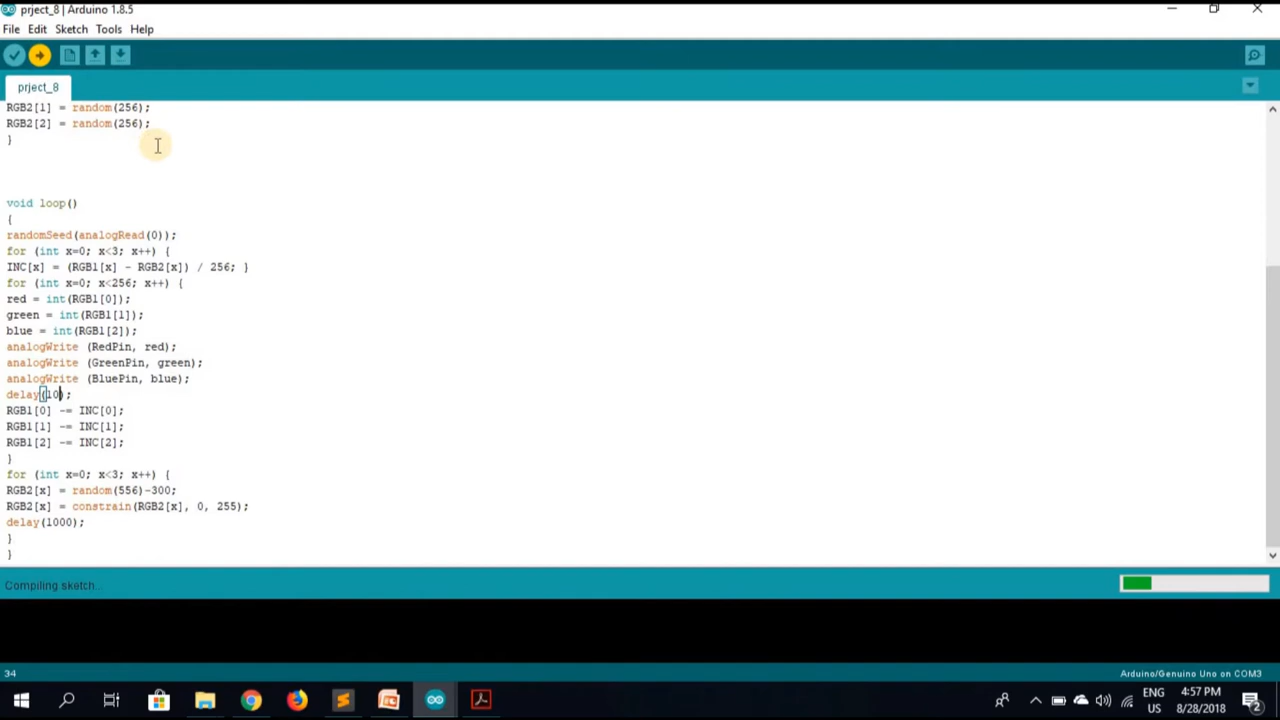 prject_8 | Arduino 1.8.5
File Edit Sketch Tools Help
prject_8
RGB2[1] = random(256);
RGB2[2] = random(256);
}
void loop()
{
randomSeed(analogRead(0));
for (int x=0; x<3; x++) {
INC[x] = (RGB1[x] - RGB2[x]) / 256; }
for (int x=0; x<256; x++) {
red = int(RGB1[0]);
green = int(RGB1[1]);
blue = int(RGB1[2]);
analogWrite (RedPin, red);
analogWrite (GreenPin, green);
analogWrite (BluePin, blue);
delay(10);
RGB1[0] -= INC[0];
RGB1[1] -= INC[1];
RGB1[2] -= INC[2];
}
for (int x=0; x<3; x++) {
RGB2[x] = random(556)-300;
RGB2[x] = constrain(RGB2[x], 0, 255);
delay(1000);
}
}
Compiling sketch...
34
Arduino/Genuino Uno on COM3
ENG
US
4:57 PM
8/28/2018
2